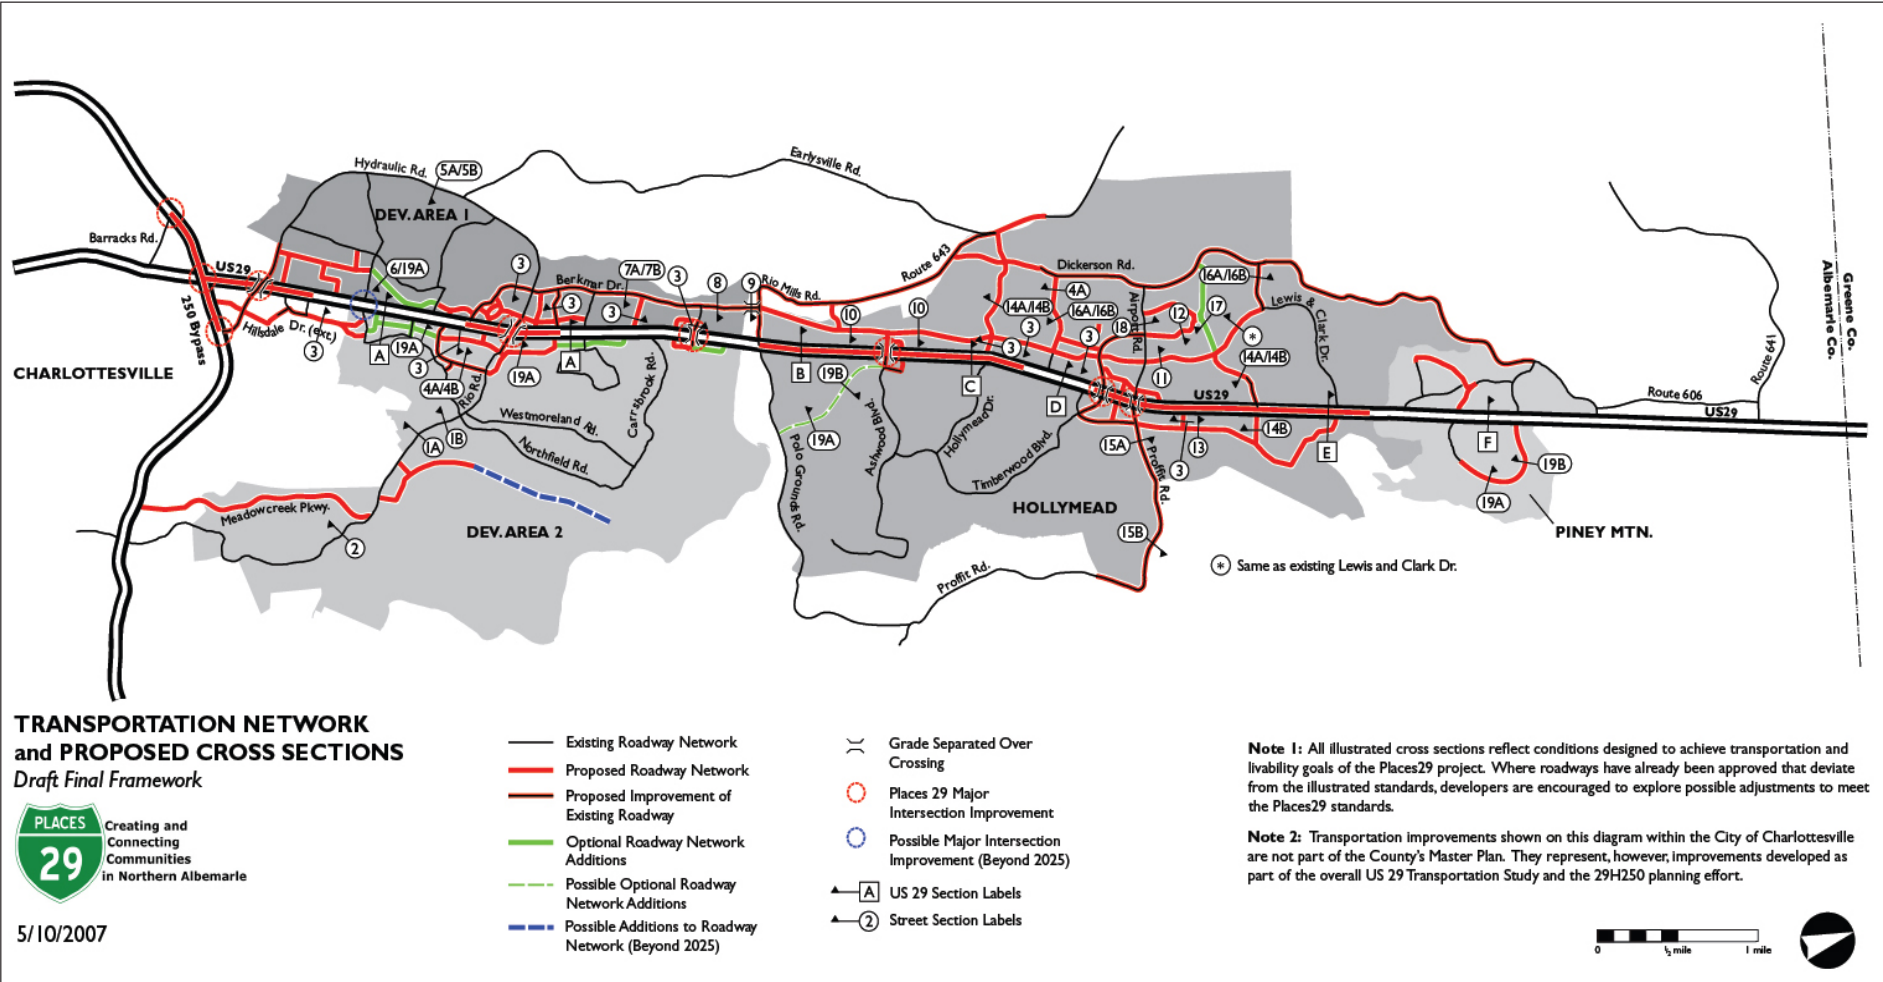 Hydraulic Rd.
5A/5B
Earlysville Rd.
DEV. AREA 1
Barracks Rd.
US29
6/19A
3
Berkmar Dr.
7A/7B
3
8
9
Rio Mills Rd.
Route 643
Dickerson Rd.
16A/16B
Lewis &
Clark Dr.
Greene Co.
Albemarle Co.
250 Bypass
Hillsdale Dr. (ext.)
3
3
3
10
10
14A/14B
4A
16A/16B
3
3
Airport Rd.
18
12
17
*
3
A
19A
3
4A/4B
Rio Rd.
19A
A
Carrsbrook Rd.
B
19B
C
D
11
14A/14B
US29
E
Route 641
Route 606
US29
CHARLOTTESVILLE
1A
1B
Westmoreland Rd.
Northfield Rd.
19A
Polo Grounds Rd.
Ashwood Blvd.
Hollymead Dr.
Timberwood Blvd.
15A
Proffit Rd.
3
13
14B
F
19B
19A
HOLLYMEAD
PINEY MTN.
Meadowcreek Pkwy.
2
DEV. AREA 2
15B
Proffit Rd.
* Same as existing Lewis and Clark Dr.
TRANSPORTATION NETWORK
and PROPOSED CROSS SECTIONS
Draft Final Framework
PLACES
29
Creating and
Connecting
Communities
in Northern Albemarle
5/10/2007
Existing Roadway Network
Proposed Roadway Network
Proposed Improvement of
Existing Roadway
Optional Roadway Network
Additions
Possible Optional Roadway
Network Additions
Possible Additions to Roadway
Network (Beyond 2025)
Grade Separated Over
Crossing
Places 29 Major
Intersection Improvement
Possible Major Intersection
Improvement (Beyond 2025)
A US 29 Section Labels
2 Street Section Labels
Note 1: All illustrated cross sections reflect conditions designed to achieve transportation and
livability goals of the Places29 project. Where roadways have already been approved that deviate
from the illustrated standards, developers are encouraged to explore possible adjustments to meet
the Places29 standards.
Note 2: Transportation improvements shown on this diagram within the City of Charlottesville
are not part of the County's Master Plan. They represent, however, improvements developed as
part of the overall US 29 Transportation Study and the 29H250 planning effort.
0 ½ mile 1 mile